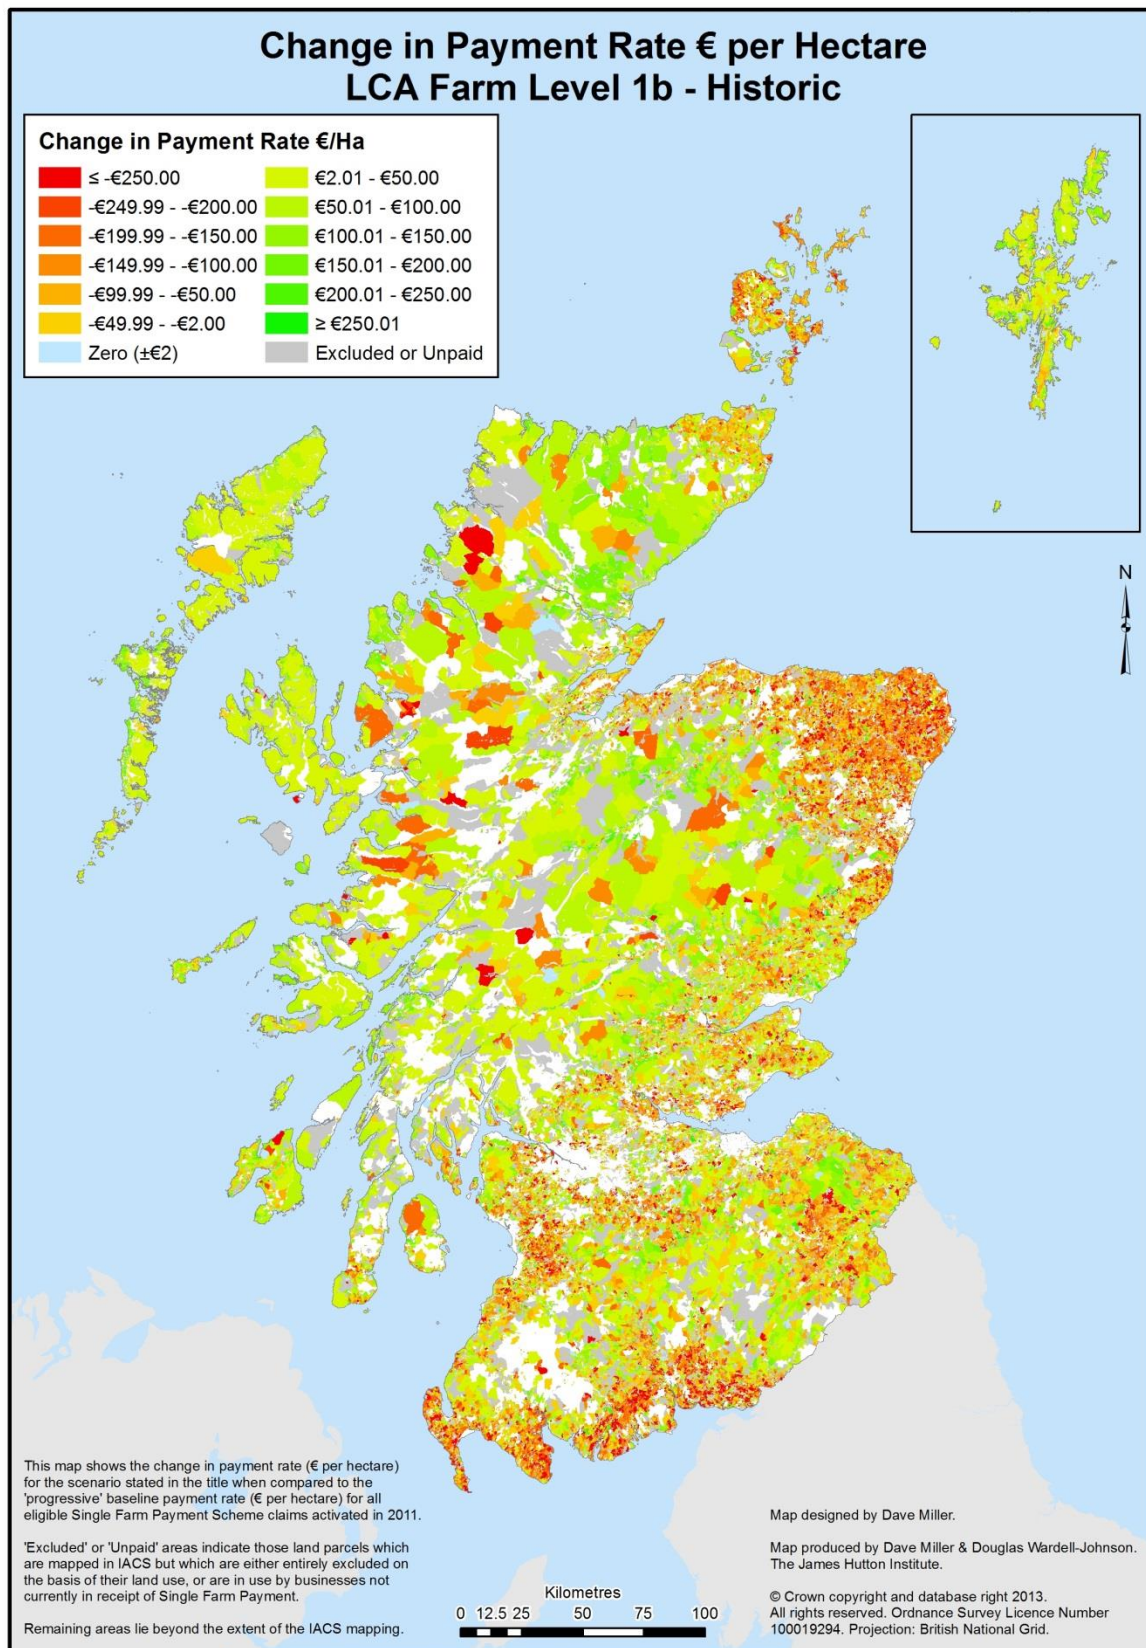 Change in Payment Rate € per Hectare
LCA Farm Level 1b - Historic
Change in Payment Rate €/Ha
≤ -€250.00
-€249.99 - -€200.00
-€199.99 - -€150.00
-€149.99 - -€100.00
-€99.99 - -€50.00
-€49.99 - -€2.00
Zero (±€2)
€2.01 - €50.00
€50.01 - €100.00
€100.01 - €150.00
€150.01 - €200.00
€200.01 - €250.00
≥ €250.01
Excluded or Unpaid
N
This map shows the change in payment rate (€ per hectare)
for the scenario stated in the title when compared to the
'progressive' baseline payment rate (€ per hectare) for all
eligible Single Farm Payment Scheme claims activated in 2011.
'Excluded' or 'Unpaid' areas indicate those land parcels which
are mapped in IACS but which are either entirely excluded on
the basis of their land use, or are in use by businesses not
currently in receipt of Single Farm Payment.
Remaining areas lie beyond the extent of the IACS mapping.
Kilometres
0 12.5 25 50 75 100
Map designed by Dave Miller.
Map produced by Dave Miller & Douglas Wardell-Johnson.
The James Hutton Institute.
© Crown copyright and database right 2013.
All rights reserved. Ordnance Survey Licence Number
100019294. Projection: British National Grid.